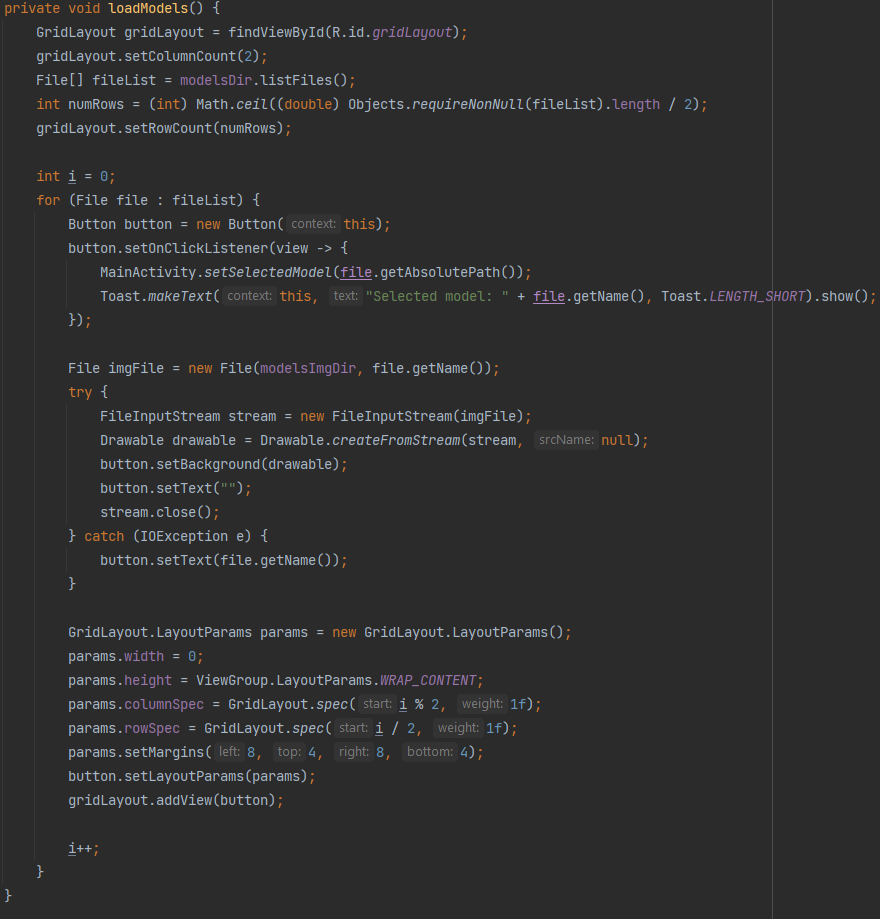 private void loadModels() {
    GridLayout gridLayout = findViewById(R.id.gridLayout);
    gridLayout.setColumnCount(2);
    File[] fileList = modelsDir.listFiles();
    int numRows = (int) Math.ceil((double) Objects.requireNonNull(fileList).length / 2);
    gridLayout.setRowCount(numRows);

    int i = 0;
    for (File file : fileList) {
        Button button = new Button( context: this);
        button.setOnClickListener(view -> {
            MainActivity.setSelectedModel(file.getAbsolutePath());
            Toast.makeText( context: this, text: "Selected model: " + file.getName(), Toast.LENGTH_SHORT).show();
        });

        File imgFile = new File(modelsImgDir, file.getName());
        try {
            FileInputStream stream = new FileInputStream(imgFile);
            Drawable drawable = Drawable.createFromStream(stream, srcName: null);
            button.setBackground(drawable);
            button.setText("");
            stream.close();
        } catch (IOException e) {
            button.setText(file.getName());
        }

        GridLayout.LayoutParams params = new GridLayout.LayoutParams();
        params.width = 0;
        params.height = ViewGroup.LayoutParams.WRAP_CONTENT;
        params.columnSpec = GridLayout.spec( start: i % 2, weight: 1f);
        params.rowSpec = GridLayout.spec( start: i / 2, weight: 1f);
        params.setMargins( left: 8, top: 4, right: 8, bottom: 4);
        button.setLayoutParams(params);
        gridLayout.addView(button);

        i++;
    }
}